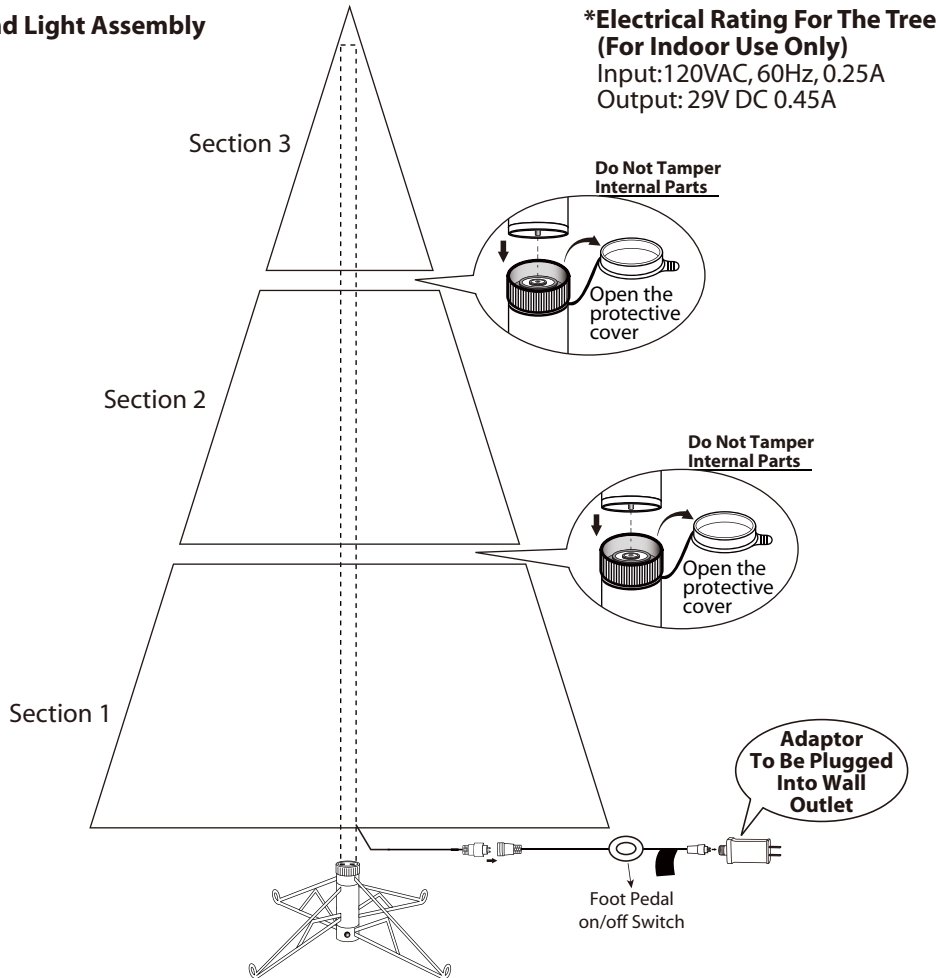 d Light Assembly
*Electrical Rating For The Tree
(For Indoor Use Only)
Input:120VAC, 60Hz, 0.25A
Output: 29V DC 0.45A
Section 3
Do Not Tamper
Internal Parts
Open the
protective
cover
Section 2
Do Not Tamper
Internal Parts
Open the
protective
cover
Section 1
Adaptor
To Be Plugged
Into Wall
Outlet
Foot Pedal
on/off Switch